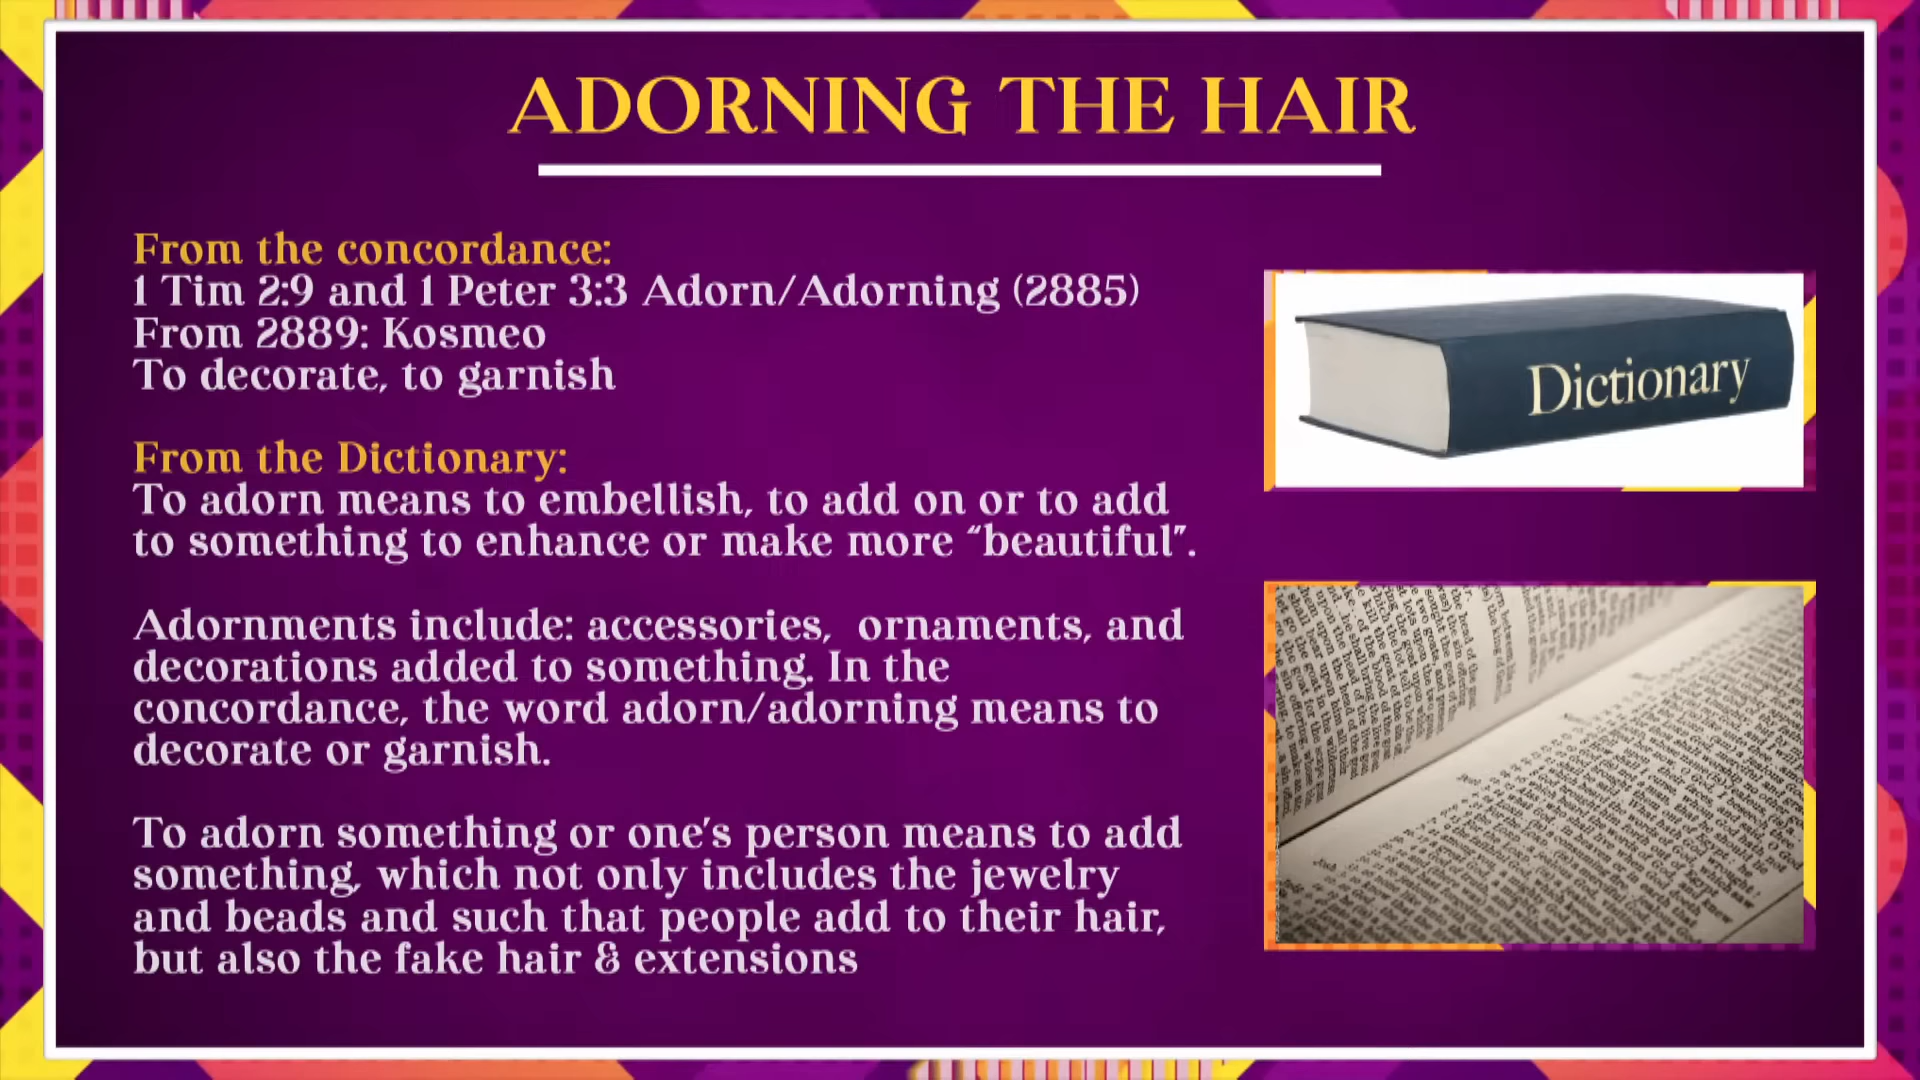 ADORNING THE HAIR
From the concordance:
1 Tim 2:9 and 1 Peter 3:3 Adorn/Adorning (2885)
From 2889: Kosmeo
To decorate, to garnish
From the Dictionary:
To adorn means to embellish, to add on or to add
to something to enhance or make more “beautiful”.
Adornments include: accessories, ornaments, and
decorations added to something. In the
concordance, the word adorn/adorning means to
decorate or garnish.
To adorn something or one's person means to add
something, which not only includes the jewelry
and beads and such that people add to their hair,
but also the fake hair & extensions
Dictionary